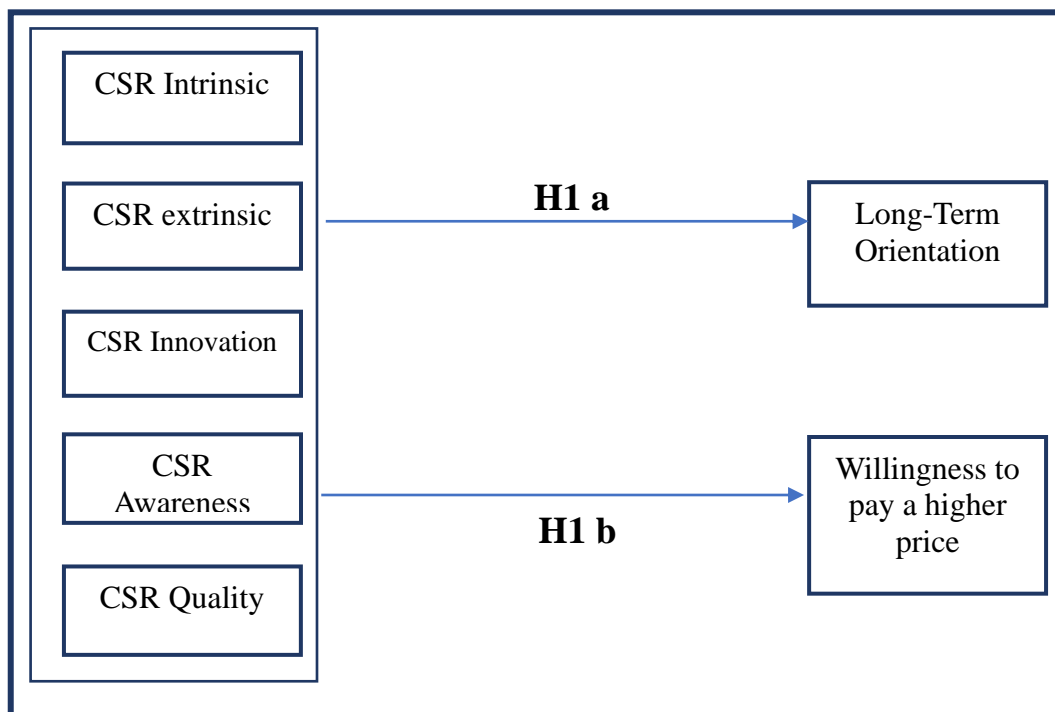 CSR Intrinsic
CSR extrinsic
CSR Innovation
CSR
Awareness
CSR Quality
H1 a
H1 b
Long-Term
Orientation
Willingness to
pay a higher
price